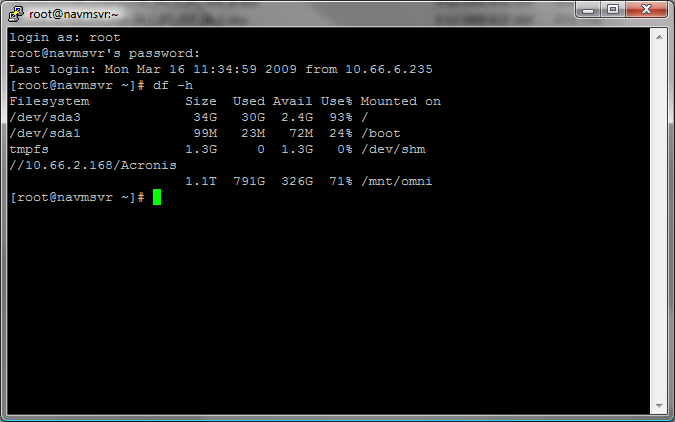 root@navmsvr:~
login as: root
root@navmsvr's password:
Last login: Mon Mar 16 11:34:59 2009 from 10.66.6.235
[root@navmsvr ~]# df -h
Filesystem            Size  Used Avail Use% Mounted on
/dev/sda3              34G   30G  2.4G  93% /
/dev/sda1              99M   23M   72M  24% /boot
tmpfs                 1.3G     0  1.3G   0% /dev/shm
//10.66.2.168/Acronis
                      1.1T  791G  326G  71% /mnt/omni
[root@navmsvr ~]#